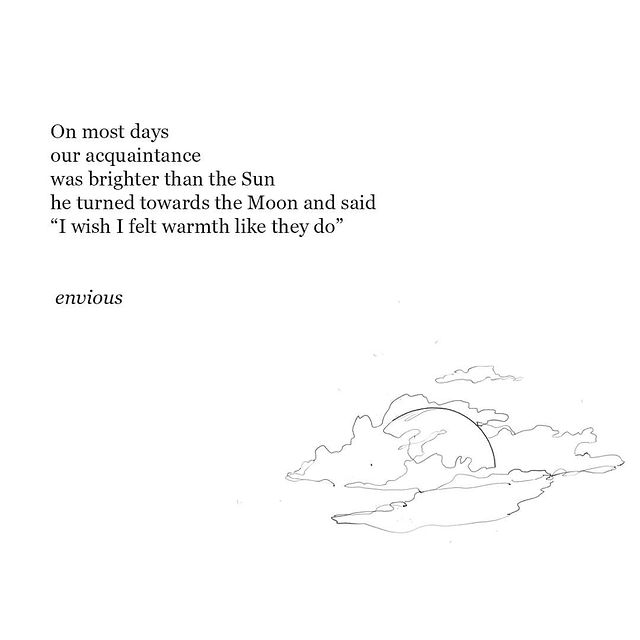 On most days
our acquaintance
was brighter than the Sun
he turned towards the Moon and said
“I wish I felt warmth like they do”
envious